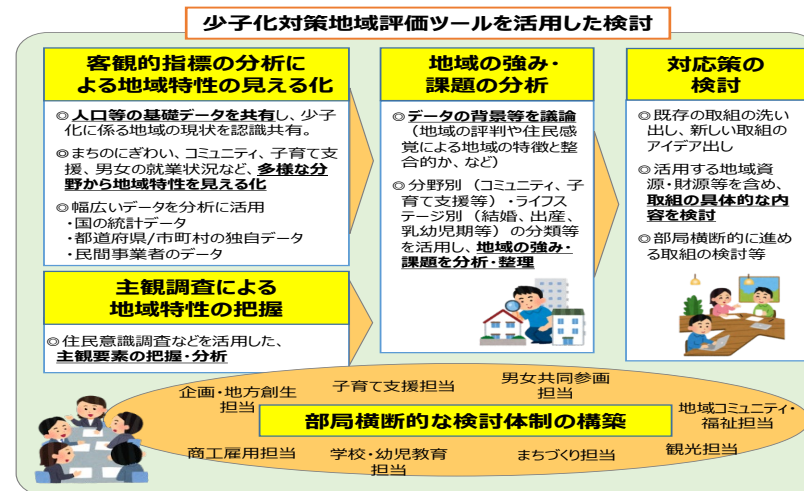 少子化対策地域評価ツールを活用した検討
客観的指標の分析に
よる地域特性の見える化
◎人口等の基礎データを共有し、少子
化に係る地域の現状を認識共有。
◎まちのにぎわい、コミュニティ、子育て支
援、男女の就業状況など、多様な分
野から地域特性を見える化
◎幅広いデータを分析に活用
・国の統計データ
・都道府県/市町村の独自データ
・民間事業者のデータ
主観調査による
地域特性の把握
◎住民意識調査などを活用した、
主観要素の把握・分析
地域の強み・
課題の分析
◎データの背景等を議論
（地域の評判や住民感
覚による地域の特徴と整
合的か、など）
◎分野別（コミュニティ、子
育て支援等）・ライフス
テージ別（結婚、出産、
乳幼児期等）の分類等
を活用し、地域の強み・
課題を分析・整理
対応策の
検討
◎既存の取組の洗い
出し、新しい取組の
アイデア出し
◎活用する地域資
源・財源等を含め、
取組の具体的な内
容を検討
◎部局横断的に進め
る取組の検討等
企画・地方創生
担当
子育て支援担当
男女共同参画
担当
地域コミュニティ・
福祉担当
部局横断的な検討体制の構築
商工雇用担当
学校・幼児教育
担当
まちづくり担当
観光担当